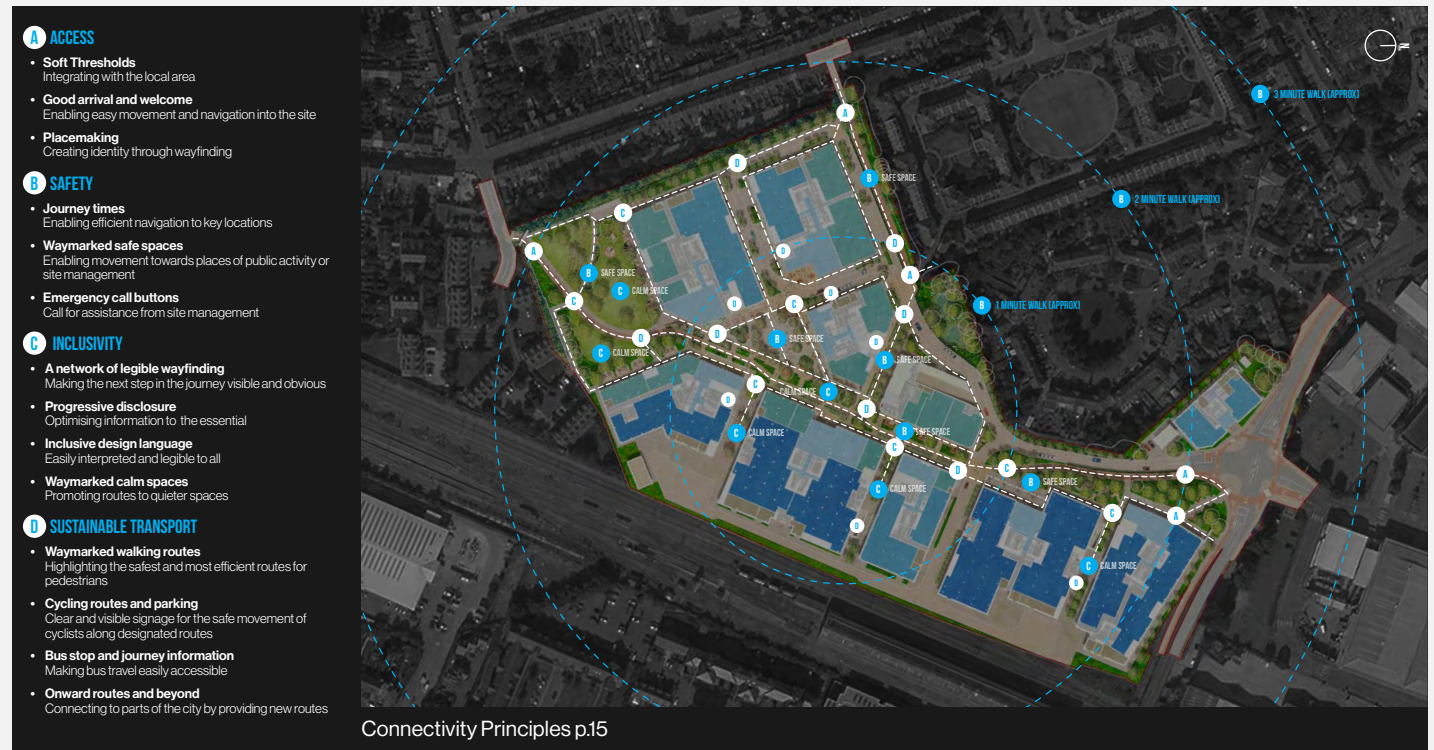 A ACCESS
• Soft Thresholds
Integrating with the local area
• Good arrival and welcome
Enabling easy movement and navigation into the site
• Placemaking
Creating identity through wayfinding
B SAFETY
• Journey times
Enabling efficient navigation to key locations
• Waymarked safe spaces
Enabling movement towards places of public activity or
site management
• Emergency call buttons
Call for assistance from site management
C INCLUSIVITY
• A network of legible wayfinding
Making the next step in the journey visible and obvious
• Progressive disclosure
Optimising information to the essential
• Inclusive design language
Easily interpreted and legible to all
• Waymarked calm spaces
Promoting routes to quieter spaces
D SUSTAINABLE TRANSPORT
• Waymarked walking routes
Highlighting the safest and most efficient routes for
pedestrians
• Cycling routes and parking
Clear and visible signage for the safe movement of
cyclists along designated routes
• Bus stop and journey information
Making bus travel easily accessible
• Onward routes and beyond
Connecting to parts of the city by providing new routes
N
B 3 MINUTE WALK (APPROX)
A
D
B SAFE SPACE
B 2 MINUTE WALK (APPROX)
C
D
A
D
A
B SAFE SPACE
C CALM SPACE
D
C
D
C
B 1 MINUTE WALK (APPROX)
D
D
D
B SAFE SPACE
D
C CALM SPACE
B SAFE SPACE
C
CALM SPACE C
D
D
C CALM SPACE
B SAFE SPACE
C
D
C
A
B SAFE SPACE
C CALM SPACE
C
A
D
C CALM SPACE
D
Connectivity Principles p.15